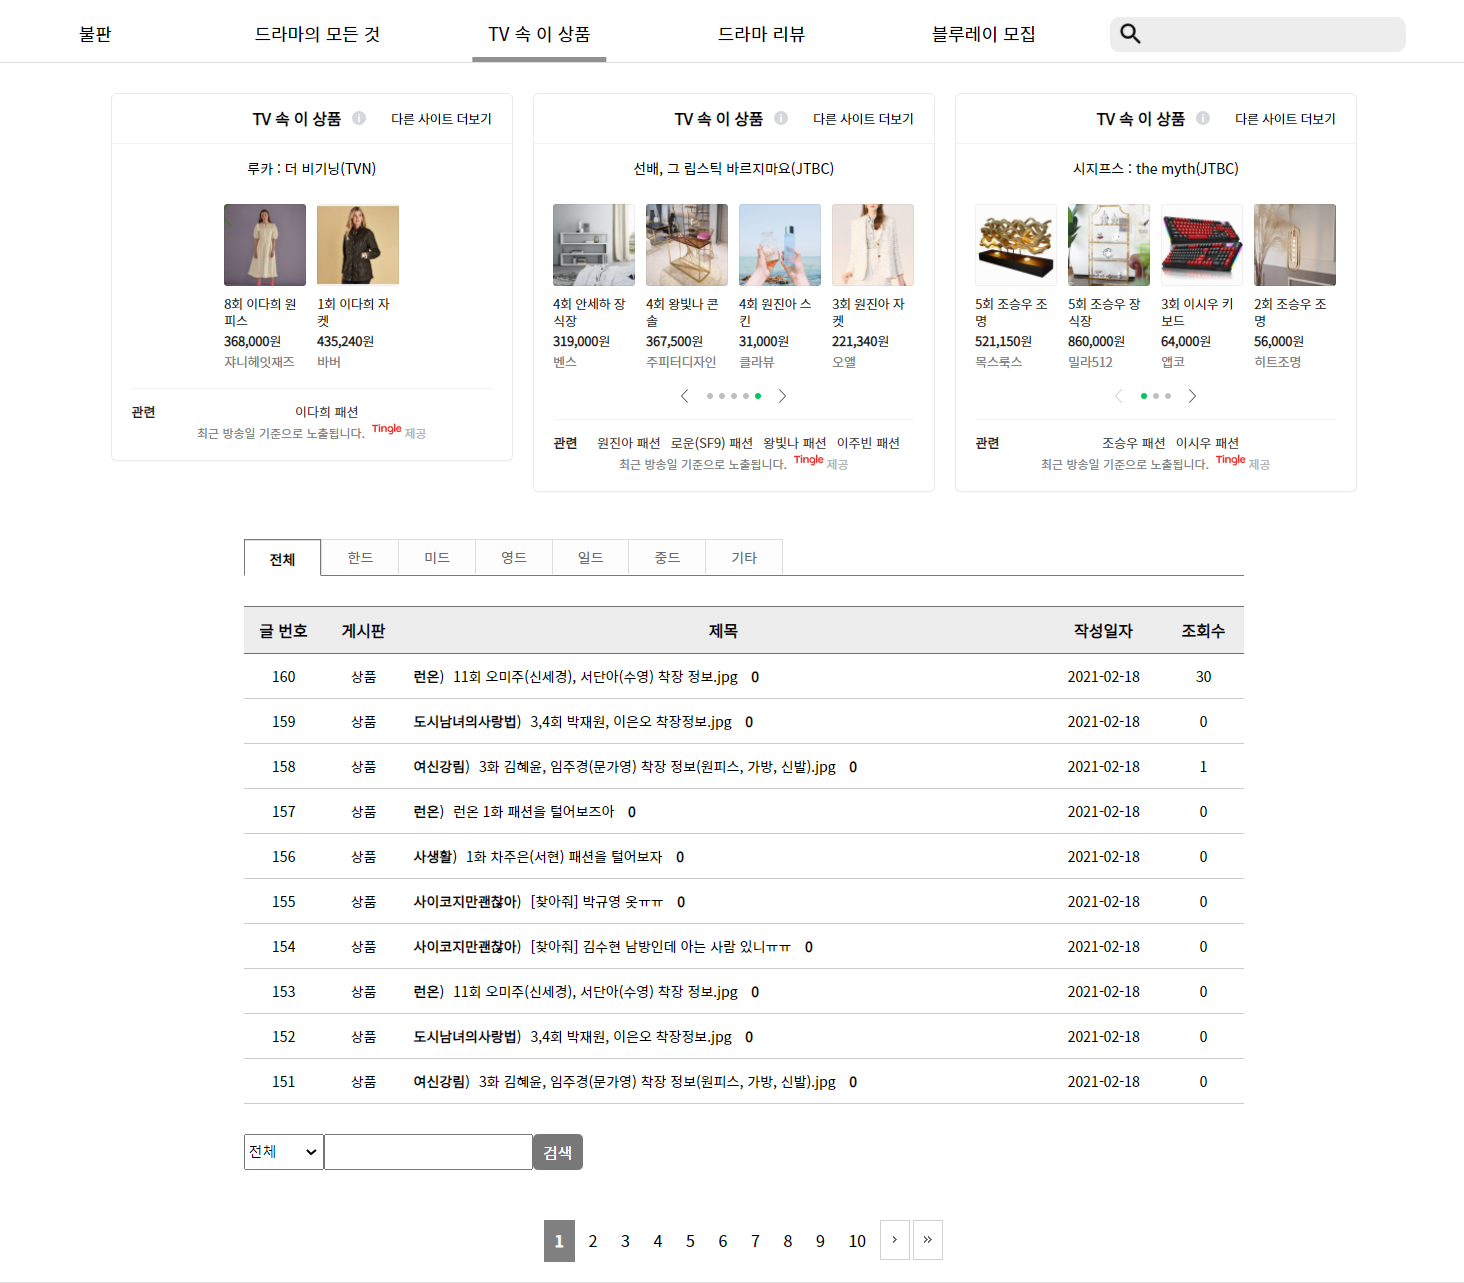 불판 드라마의 모든 것 TV 속 이 상품 드라마 리뷰 블루레이 모집
TV 속 이 상품 다른 사이트 더보기
루카 : 더 비기닝(TVN)
8회 이다희 원피스
368,000원
쟈니헤잇재즈
1회 이다희 자켓
435,240원
바버
관련 이다희 패션
최근 방송일 기준으로 노출됩니다. Tingle 제공
TV 속 이 상품 다른 사이트 더보기
선배, 그 립스틱 바르지마요(JTBC)
4회 안세하 장식장
319,000원
벤스
4회 왕빛나 콘솔
367,500원
주피터디자인
4회 원진아 스킨
31,000원
클라뷰
3회 원진아 자켓
221,340원
오앨
관련 원진아 패션 로운(SF9) 패션 왕빛나 패션 이주빈 패션
최근 방송일 기준으로 노출됩니다. Tingle 제공
TV 속 이 상품 다른 사이트 더보기
시지프스 : the myth(JTBC)
5회 조승우 조명
521,150원
목스룩스
5회 조승우 장식장
860,000원
밀라512
3회 이시우 키보드
64,000원
앱코
2회 조승우 조명
56,000원
히트조명
관련 조승우 패션 이시우 패션
최근 방송일 기준으로 노출됩니다. Tingle 제공
전체 한드 미드 영드 일드 중드 기타
글 번호 게시판 제목 작성일자 조회수
160 상품 런온) 11회 오미주(신세경), 서단아(수영) 착장 정보.jpg 0 2021-02-18 30
159 상품 도시남녀의사랑법) 3,4회 박재원, 이은오 착장정보.jpg 0 2021-02-18 0
158 상품 여신강림) 3화 김혜윤, 임주경(문가영) 착장 정보(원피스, 가방, 신발).jpg 0 2021-02-18 1
157 상품 런온) 런온 1화 패션을 털어보즈아 0 2021-02-18 0
156 상품 사생활) 1화 차주은(서현) 패션을 털어보자 0 2021-02-18 0
155 상품 사이코지만괜찮아) [찾아줘] 박규영 옷ㅠㅠ 0 2021-02-18 0
154 상품 사이코지만괜찮아) [찾아줘] 김수현 남방인데 아는 사람 있니ㅠㅠ 0 2021-02-18 0
153 상품 런온) 11회 오미주(신세경), 서단아(수영) 착장 정보.jpg 0 2021-02-18 0
152 상품 도시남녀의사랑법) 3,4회 박재원, 이은오 착장정보.jpg 0 2021-02-18 0
151 상품 여신강림) 3화 김혜윤, 임주경(문가영) 착장 정보(원피스, 가방, 신발).jpg 0 2021-02-18 0
전체 검색
1 2 3 4 5 6 7 8 9 10 › »